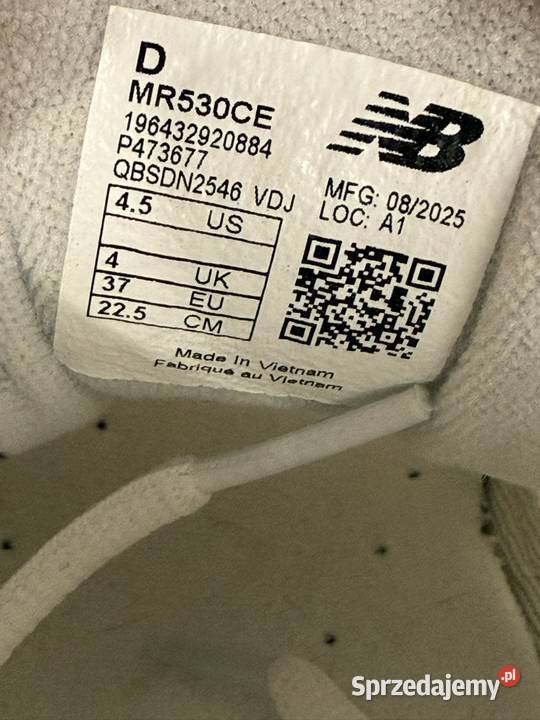 D
MR530CE
196432920884
P473677
QBSDN2546 VDJ
NB
MFG: 08/2025
LOC: A1
4.5 US
4 UK
37 EU
22.5 CM
Made In Vietnam
Fabriqué au Vietnam
Sprzedajemy.pl